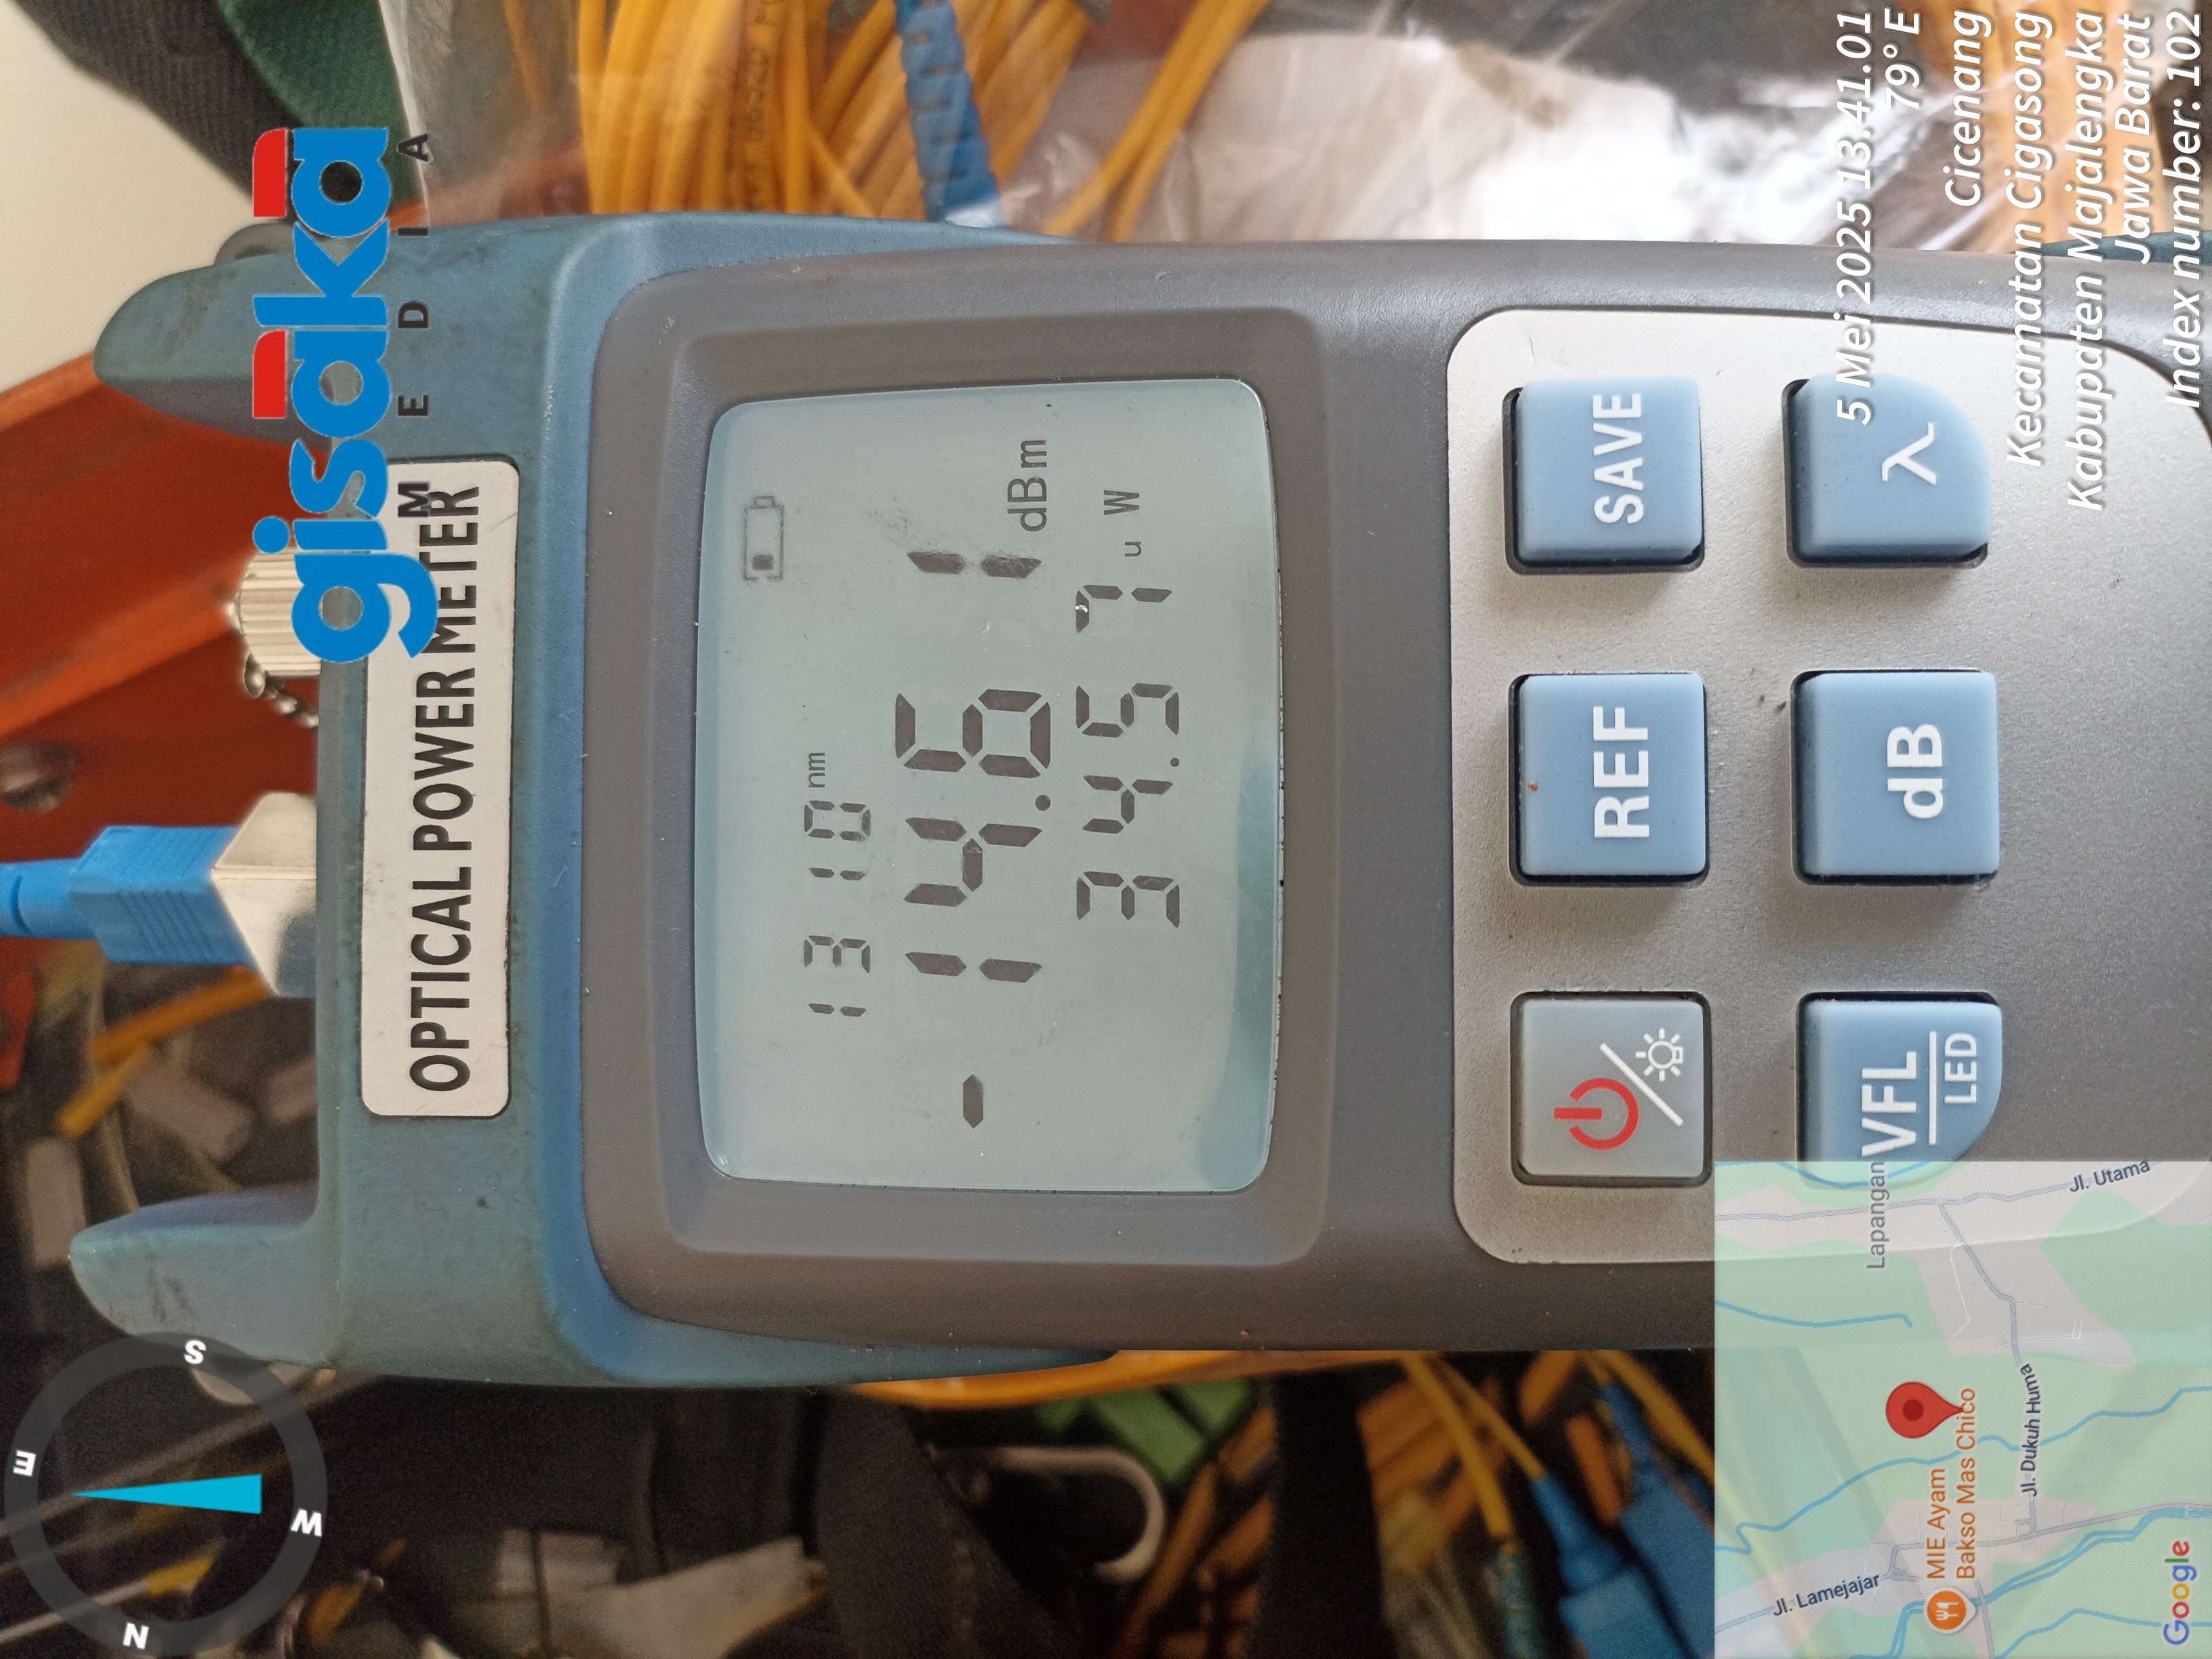 E
N
S
W
gisaka
MEDIA
OPTICAL POWER METER
1310 nm
-14.61 dBm
34.57 u W
REF
SAVE
VFL
LED
dB
λ
Jl. Lamejajar
Lapangan
MIE Ayam
Bakso Mas Chico
Jl. Dukuh Huma
Jl. Utama
Google
5 Mei 2025 13.41.01
79° E
Cicenang
Kecamatan Cigasong
Kabupaten Majalengka
Jawa Barat
Index number: 102